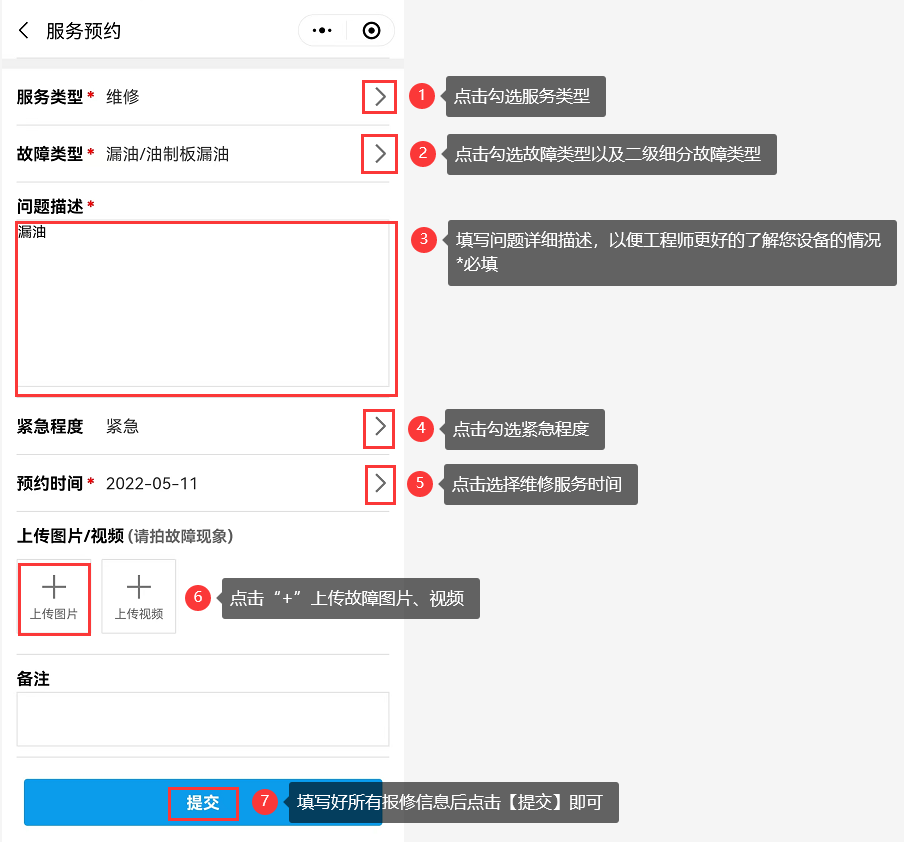 服务预约
服务类型* 维修
1 点击勾选服务类型
故障类型* 漏油/油制板漏油
2 点击勾选故障类型以及二级细分故障类型
问题描述*
漏油
3 填写问题详细描述，以便工程师更好的了解您设备的情况
*必填
紧急程度 紧急
4 点击勾选紧急程度
预约时间* 2022-05-11
5 点击选择维修服务时间
上传图片/视频(请拍故障现象)
上传图片
上传视频
6 点击“+”上传故障图片、视频
备注
提交
7 填写好所有报修信息后点击【提交】即可